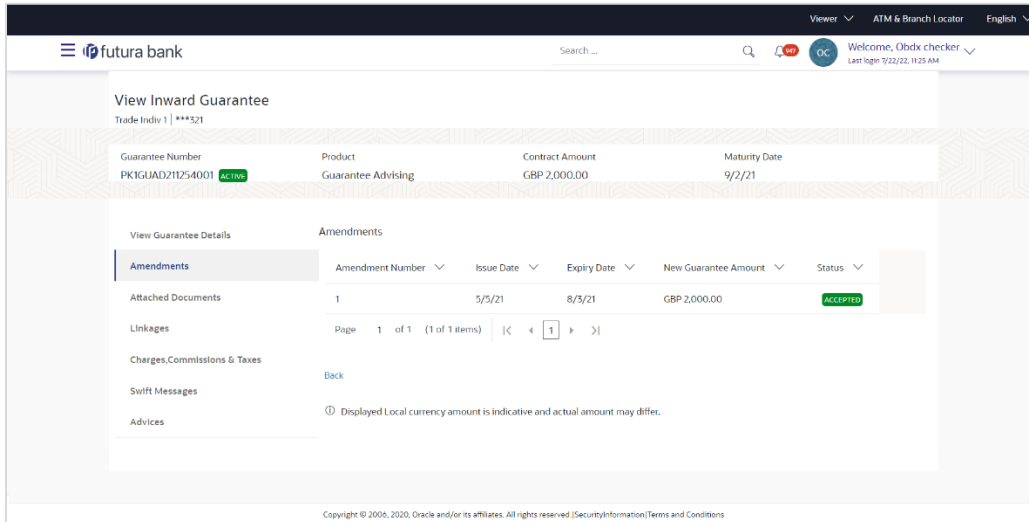 Viewer ATM & Branch Locator English
futura bank Search ... 947 OC Welcome, Obdx checker
Last login 7/22/22, 11:25 AM
View Inward Guarantee
Trade Indiv 1 | ***321
Guarantee Number Product Contract Amount Maturity Date
PK1GUAD211254001 ACTIVE Guarantee Advising GBP 2,000.00 9/2/21
View Guarantee Details
Amendments
Attached Documents
Linkages
Charges,Commissions & Taxes
Swift Messages
Advices
Amendments
Amendment Number Issue Date Expiry Date New Guarantee Amount Status
1 5/5/21 8/3/21 GBP 2,000.00 ACCEPTED
Page 1 of 1 (1 of 1 items) 1
Back
Displayed Local currency amount is indicative and actual amount may differ.
Copyright © 2006, 2020, Oracle and/or its affiliates. All rights reserved.|SecurityInformation|Terms and Conditions